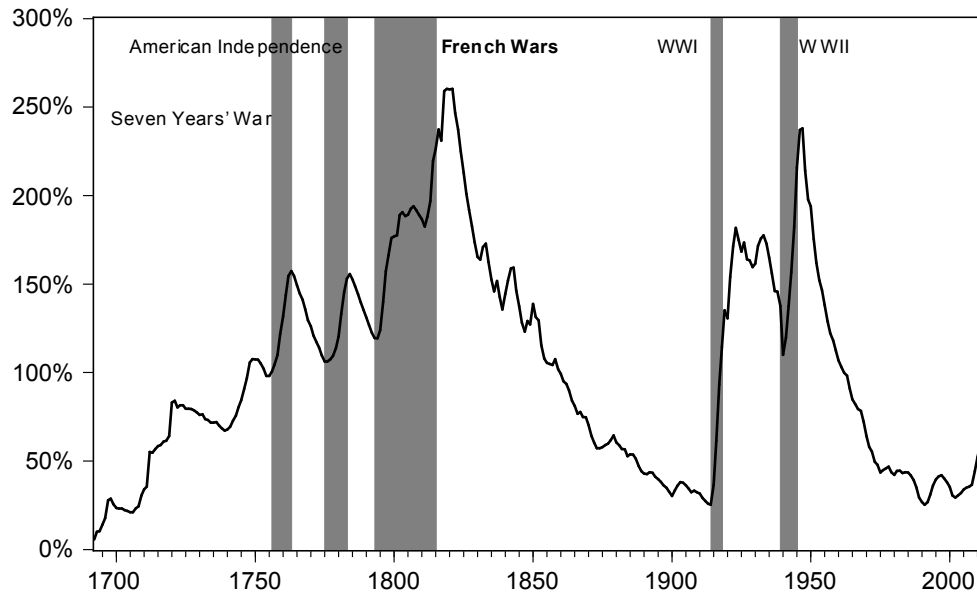 300%
American Independence French Wars WWI WWII
Seven Years' War
250%
200%
150%
100%
50%
0%
1700 1750 1800 1850 1900 1950 2000